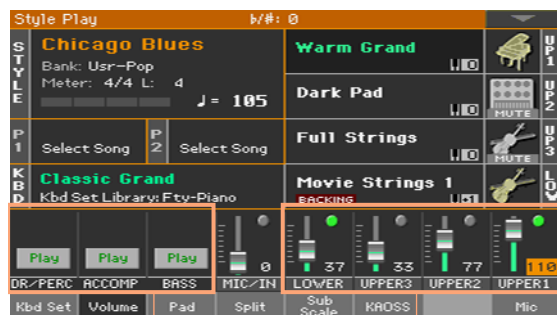 Style Play b/#: 0
STYLE
Chicago Blues
Bank: Usr-Pop
Meter: 4/4 L: 4
♩= 105
P1 Select Song
P2 Select Song
KBD
Classic Grand
Kbd Set Library: Fty-Piano
Warm Grand
UP1
Dark Pad
MUTE
UP2
Full Strings
MUTE
UP3
Movie Strings 1
BACKING
LOW
Play Play Play 0 37 33 77 110
DR/PERC ACCOMP BASS MIC/IN LOWER UPPER3 UPPER2 UPPER1
Kbd Set Volume Pad Split Sub Scale KAOSS Mic